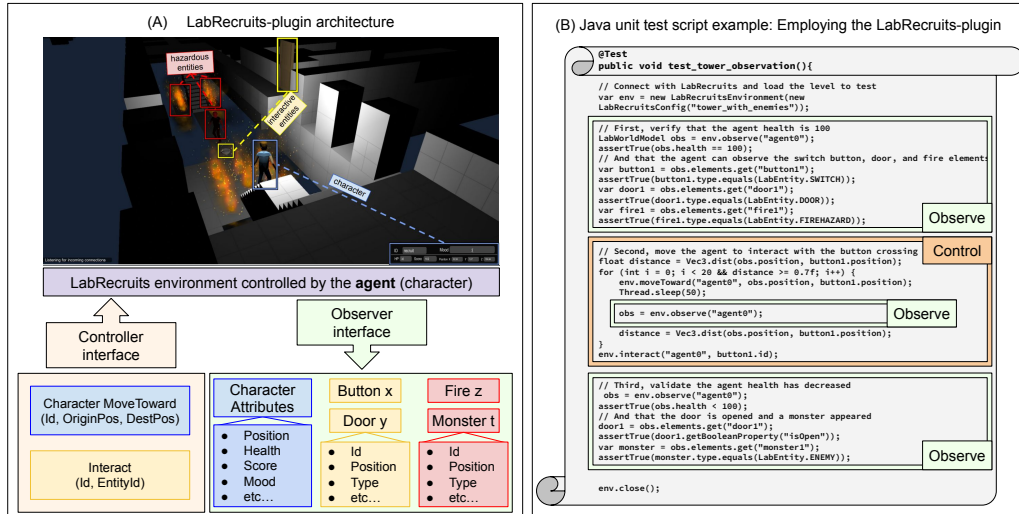 (A) LabRecruits-plugin architecture
hazardous
entities
interactive
entities
character
Listening for incoming connections
LabRecruits environment controlled by the agent (character)
Controller
interface
Observer
interface
Character MoveToward
(Id, OriginPos, DestPos)
Interact
(Id, EntityId)
Character
Attributes
● Position
● Health
● Score
● Mood
● etc…
Button x
Door y
● Id
● Position
● Type
● etc…
Fire z
Monster t
● Id
● Position
● Type
● etc…
(B) Java unit test script example: Employing the LabRecruits-plugin
@Test
public void test_tower_observation(){
// Connect with LabRecruits and load the level to test
var env = new LabRecruitsEnvironment(new
LabRecruitsConfig("tower_with_enemies"));
// First, verify that the agent health is 100
LabWorldModel obs = env.observe("agent0");
assertTrue(obs.health == 100);
// And that the agent can observe the switch button, door, and fire elements
var button1 = obs.elements.get("button1");
assertTrue(button1.type.equals(LabEntity.SWITCH));
var door1 = obs.elements.get("door1");
assertTrue(door1.type.equals(LabEntity.DOOR));
var fire1 = obs.elements.get("fire1");
assertTrue(fire1.type.equals(LabEntity.FIREHAZARD));
Observe
// Second, move the agent to interact with the button crossing
Control
float distance = Vec3.dist(obs.position, button1.position);
for (int i = 0; i < 20 && distance >= 0.7f; i++) {
env.moveToward("agent0", obs.position, button1.position);
Thread.sleep(50);
obs = env.observe("agent0");
Observe
distance = Vec3.dist(obs.position, button1.position);
}
env.interact("agent0", button1.id);
// Third, validate the agent health has decreased
obs = env.observe("agent0");
assertTrue(obs.health < 100);
// And that the door is opened and a monster appeared
door1 = obs.elements.get("door1");
assertTrue(door1.getBooleanProperty("isOpen"));
var monster = obs.elements.get("monster1");
assertTrue(monster.type.equals(LabEntity.ENEMY));
Observe
env.close();